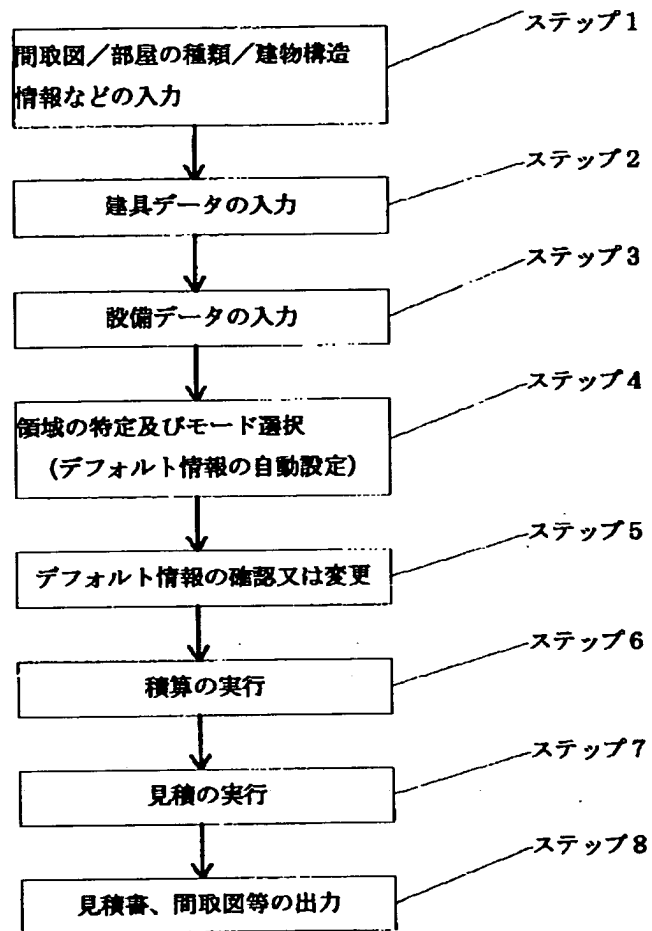 ステップ1
間取図／部屋の種類／建物構造
情報などの入力
ステップ2
建具データの入力
ステップ3
設備データの入力
ステップ4
領域の特定及びモード選択
(デフォルト情報の自動設定)
ステップ5
デフォルト情報の確認又は変更
ステップ6
積算の実行
ステップ7
見積の実行
ステップ8
見積書、間取図等の出力